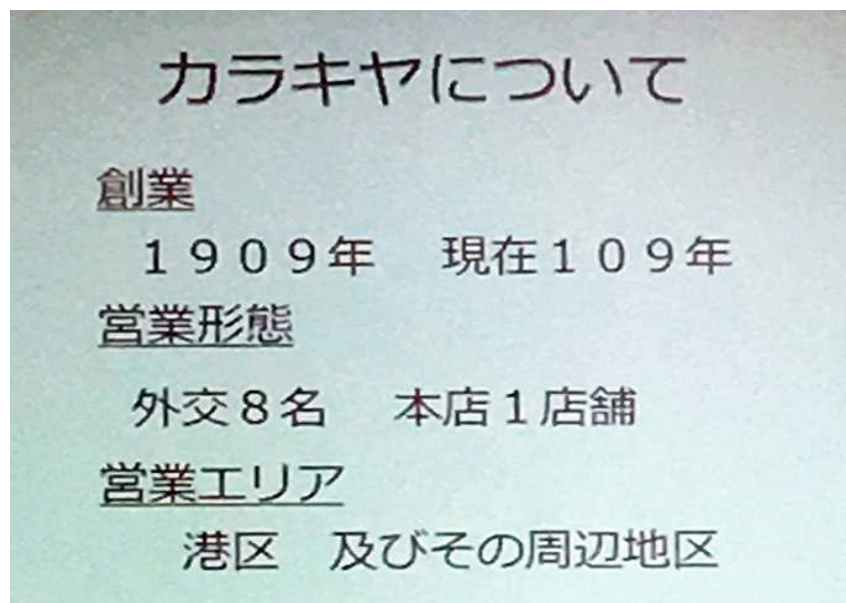 カラキヤについて
創業
１９０９年　現在１０９年
営業形態
外交８名　本店１店舗
営業エリア
港区　及びその周辺地区